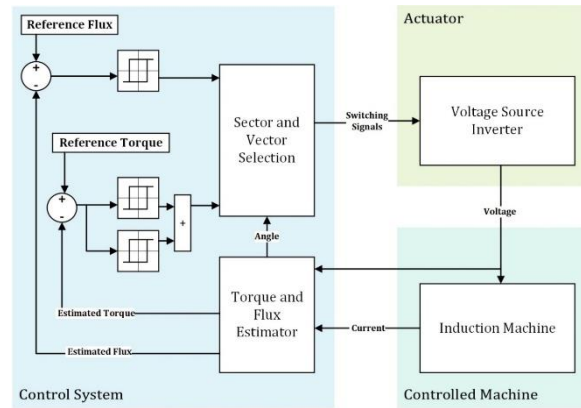 Reference Flux
Actuator
+
-
Sector and
Vector
Selection
Switching
Signals
Voltage Source
Inverter
Reference Torque
+
-
+
Voltage
Angle
Torque and
Flux
Estimator
Estimated Torque
Current
Induction Machine
Estimated Flux
Control System
Controlled Machine